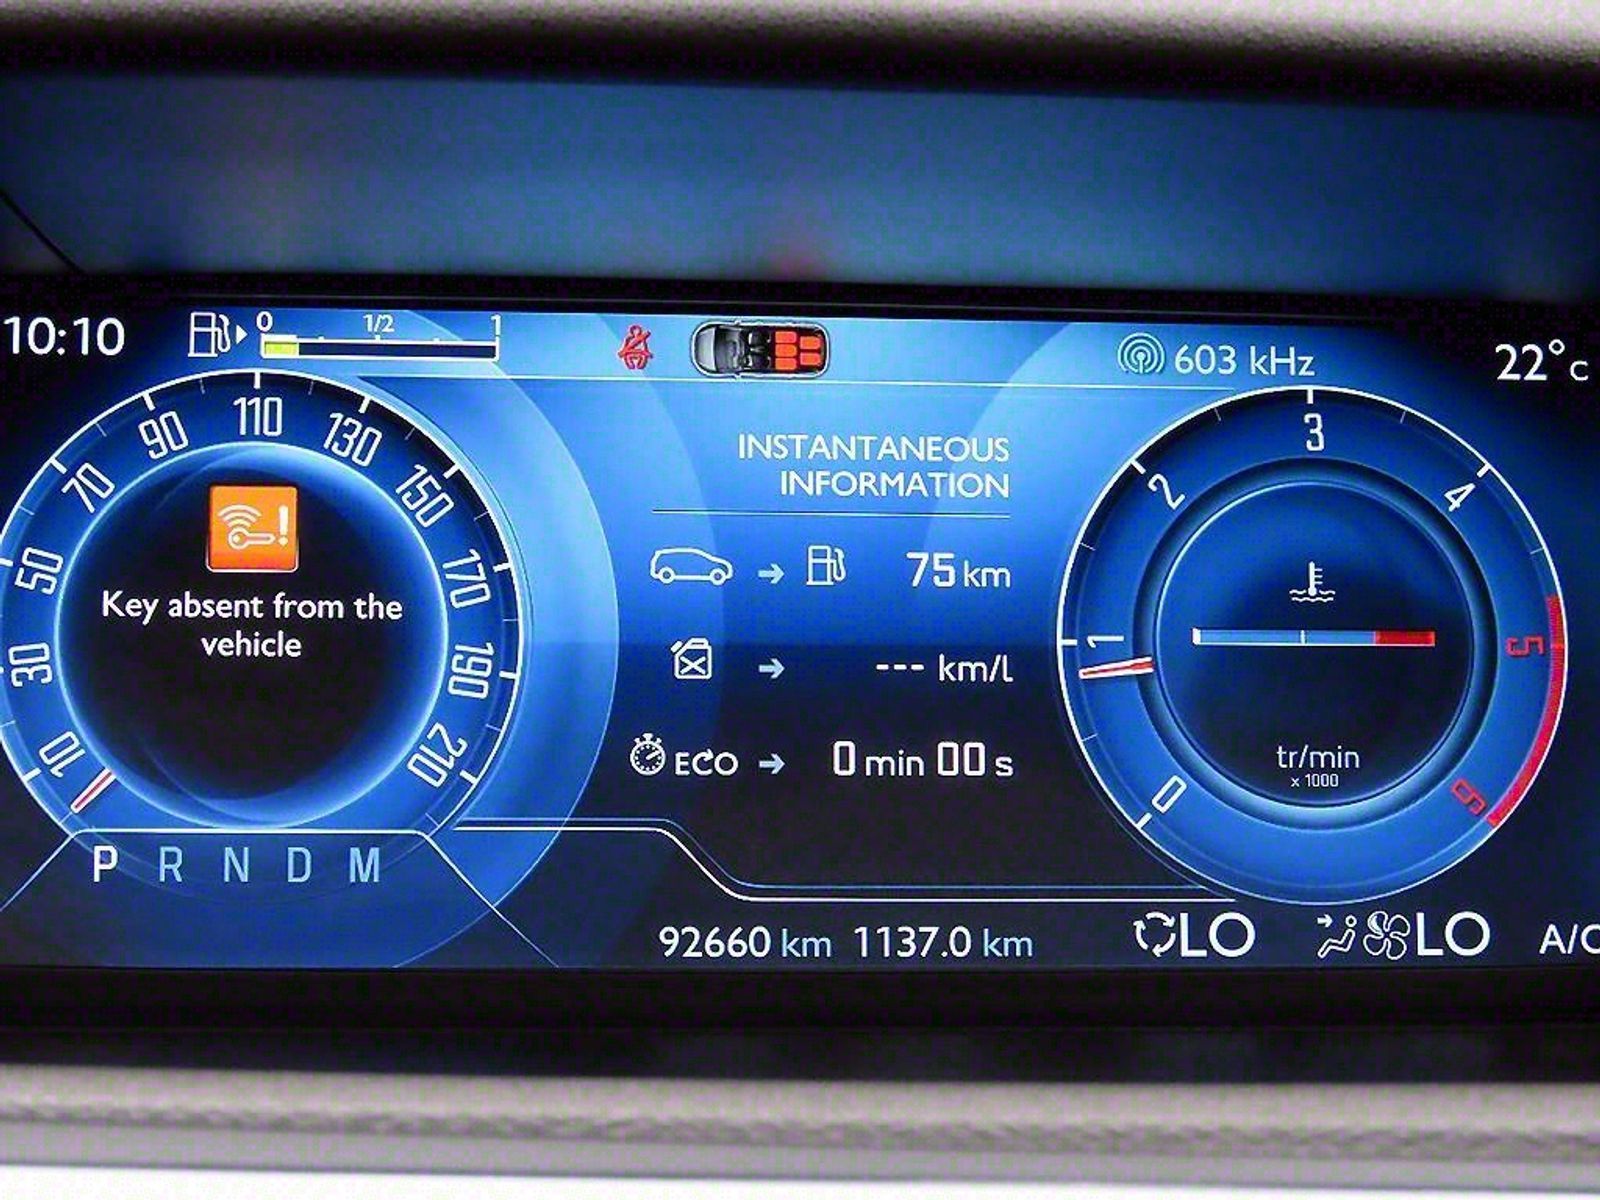 10:10
0 1/2 1
603 kHz
22°C
10 30 50 70 90 110 130 150 170 190 210
Key absent from the
vehicle
P R N D M
INSTANTANEOUS
INFORMATION
75 km
--- km/l
ECO 0 min 00 s
0 1 2 3 4 5 6
tr/min
x 1000
92660 km 1137.0 km
LO LO A/C